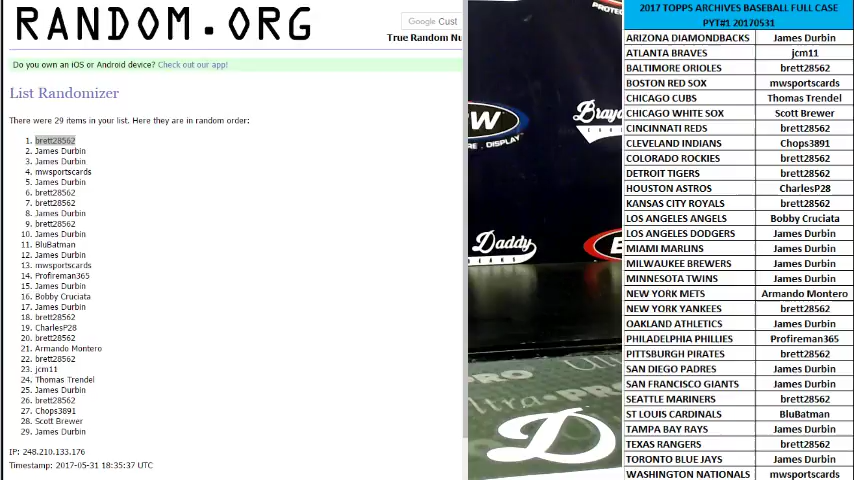 RANDOM.ORG
Google Cust
True Random Nu
Do you own an iOS or Android device? Check out our app!
List Randomizer
There were 29 items in your list. Here they are in random order:
1. brett28562
2. James Durbin
3. James Durbin
4. mwsportscards
5. James Durbin
6. brett28562
7. brett28562
8. James Durbin
9. brett28562
10. James Durbin
11. BluBatman
12. James Durbin
13. mwsportscards
14. Profireman365
15. James Durbin
16. Bobby Cruciata
17. James Durbin
18. brett28562
19. CharlesP28
20. brett28562
21. Armando Montero
22. brett28562
23. jcm11
24. Thomas Trendel
25. James Durbin
26. brett28562
27. Chops3891
28. Scott Brewer
29. James Durbin
IP: 248.210.133.176
Timestamp: 2017-05-31 18:35:37 UTC
PROTE
W
RE . DISPLAY
Daddy
D
2017 TOPPS ARCHIVES BASEBALL FULL CASE
PYT#1 20170531
ARIZONA DIAMONDBACKS James Durbin
ATLANTA BRAVES jcm11
BALTIMORE ORIOLES brett28562
BOSTON RED SOX mwsportscards
CHICAGO CUBS Thomas Trendel
CHICAGO WHITE SOX Scott Brewer
CINCINNATI REDS brett28562
CLEVELAND INDIANS Chops3891
COLORADO ROCKIES brett28562
DETROIT TIGERS brett28562
HOUSTON ASTROS CharlesP28
KANSAS CITY ROYALS brett28562
LOS ANGELES ANGELS Bobby Cruciata
LOS ANGELES DODGERS James Durbin
MIAMI MARLINS James Durbin
MILWAUKEE BREWERS James Durbin
MINNESOTA TWINS James Durbin
NEW YORK METS Armando Montero
NEW YORK YANKEES brett28562
OAKLAND ATHLETICS James Durbin
PHILADELPHIA PHILLIES Profireman365
PITTSBURGH PIRATES brett28562
SAN DIEGO PADRES James Durbin
SAN FRANCISCO GIANTS James Durbin
SEATTLE MARINERS brett28562
ST LOUIS CARDINALS BluBatman
TAMPA BAY RAYS James Durbin
TEXAS RANGERS brett28562
TORONTO BLUE JAYS James Durbin
WASHINGTON NATIONALS mwsportscards